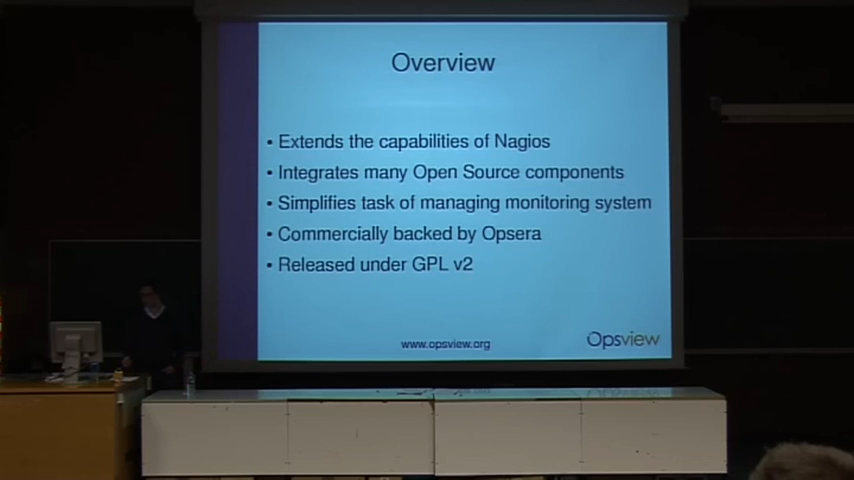 Overview
• Extends the capabilities of Nagios
• Integrates many Open Source components
• Simplifies task of managing monitoring system
• Commercially backed by Opsera
• Released under GPL v2
www.opsview.org
Opsview